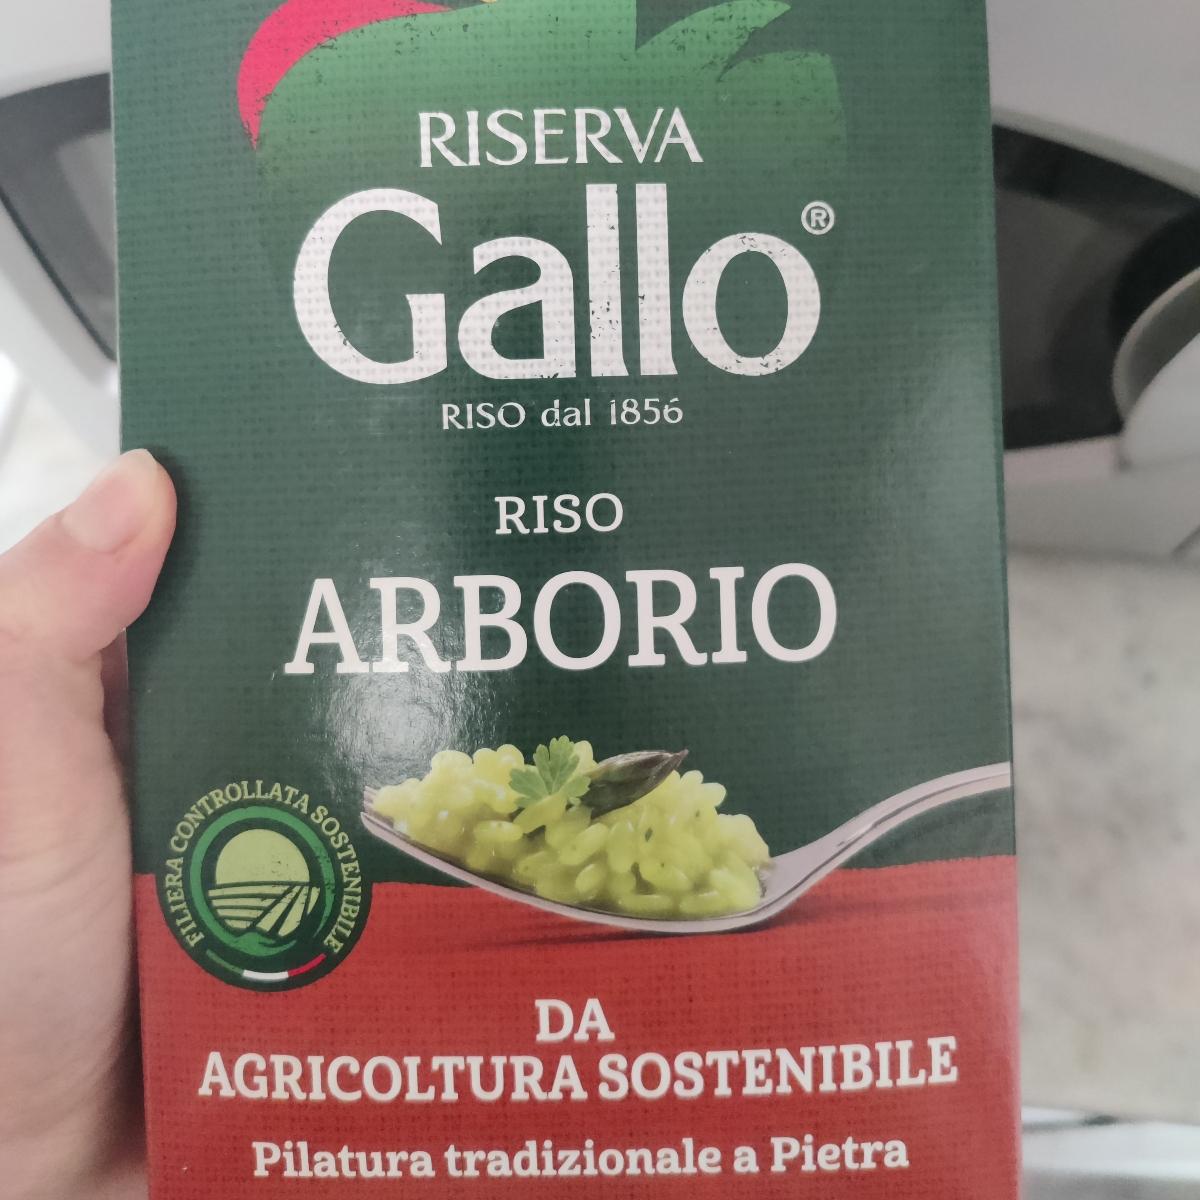 RISERVA
Gallo®
RISO dal 1856
RISO
ARBORIO
FILIERA CONTROLLATA SOSTENIBILE
DA
AGRICOLTURA SOSTENIBILE
Pilatura tradizionale a Pietra